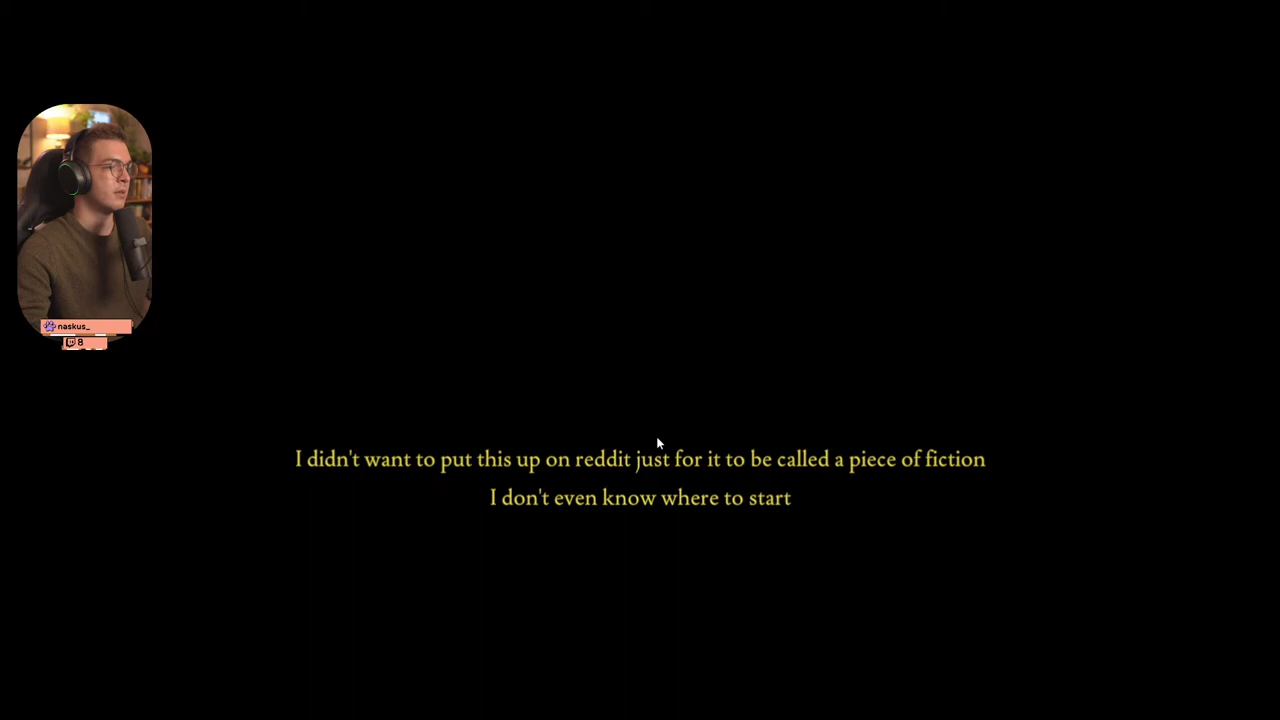 naskus_
8
I didn't want to put this up on reddit just for it to be called a piece of fiction
I don't even know where to start